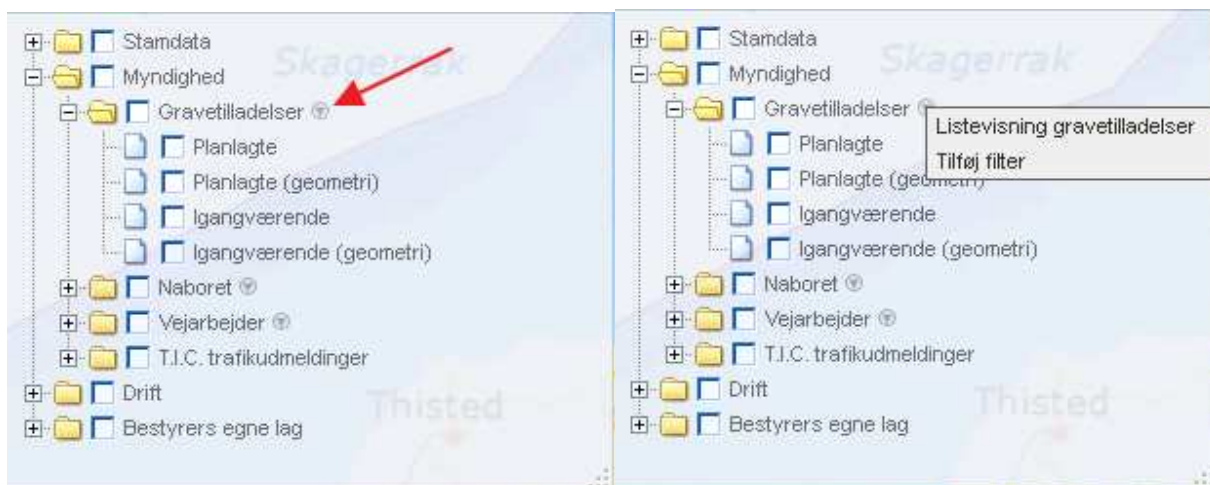 Stamdata
Skagerrak
Myndighed
Gravetilladelser
Planlagte
Planlagte (geometri)
Igangværende
Igangværende (geometri)
Naboret
Vejarbejder
T.I.C. trafikudmeldinger
Drift
Thisted
Bestyrers egne lag
Stamdata
Skagerrak
Myndighed
Gravetilladelser
Listevisning gravetilladelser
Planlagte
Tilføj filter
Planlagte (geometri)
Igangværende
Igangværende (geometri)
Naboret
Vejarbejder
T.I.C. trafikudmeldinger
Drift
Thisted
Bestyrers egne lag